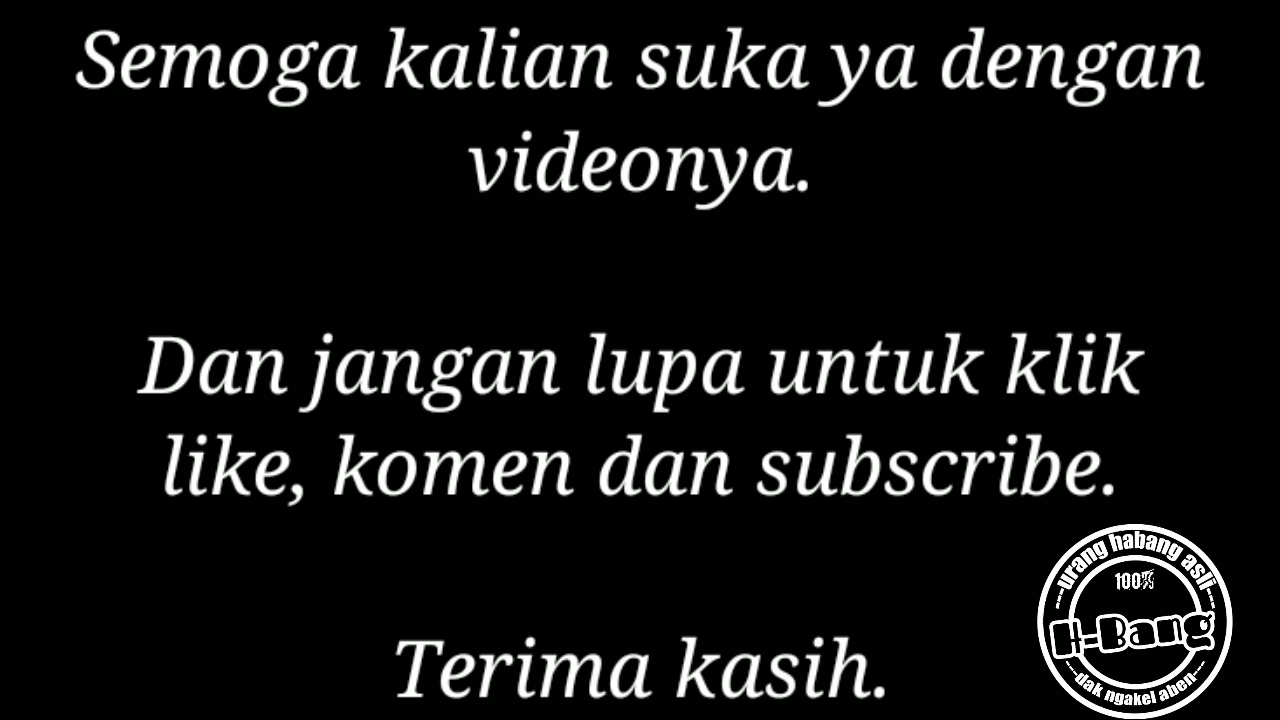 Semoga kalian suka ya dengan
videonya.
Dan jangan lupa untuk klik
like, komen dan subscribe.
Terima kasih.
---urang habang asli---
100%
H-Bang
---dak ngakel aben---